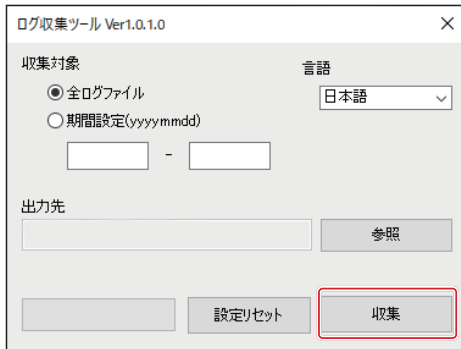 ログ収集ツール Ver1.0.1.0
収集対象
言語
全ログファイル
日本語
期間設定(yyyymmdd)
-
出力先
参照
設定リセット
収集